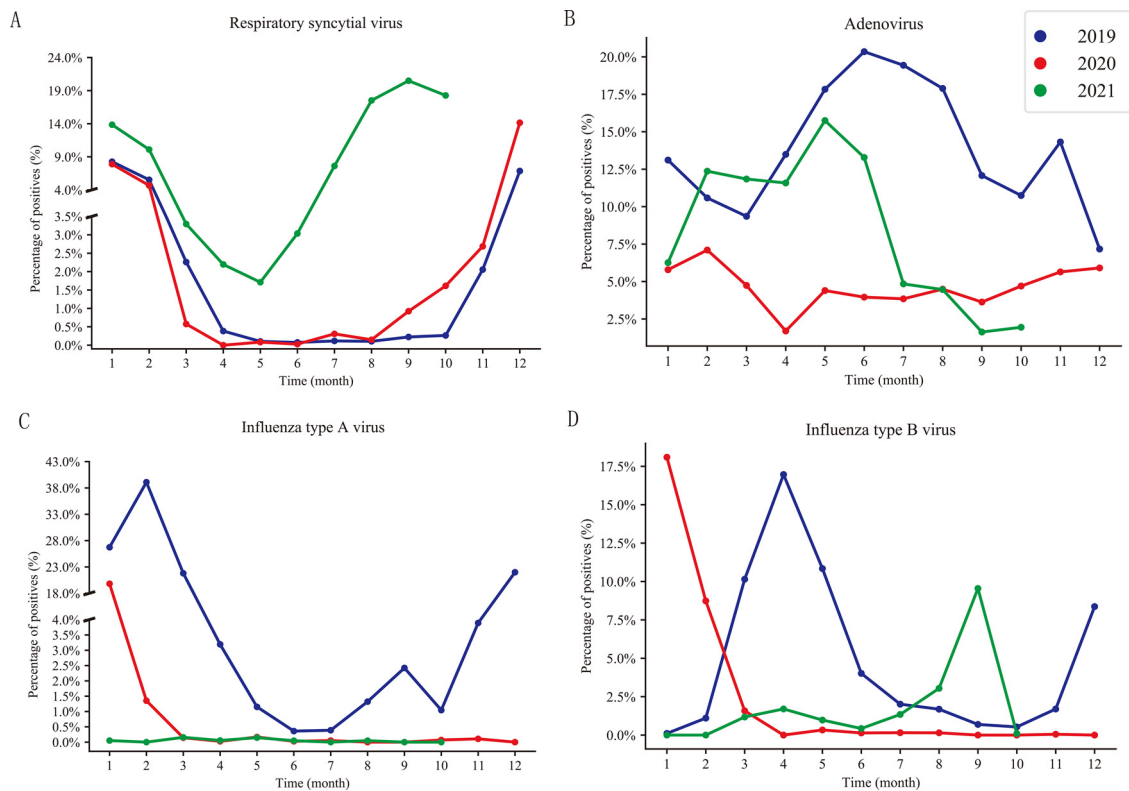 A
Respiratory syncytial virus
24.0%
19.0%
14.0%
9.0%
4.0%
3.5%
2.5%
2.0%
1.5%
0.5%
0.0%
Percentage of positives (%)
1 2 3 4 5 6 7 8 9 10 11 12
Time (month)
B
Adenovirus
2019
2020
2021
20.0%
17.5%
15.0%
12.5%
10.0%
7.5%
5.0%
2.5%
Percentage of positives (%)
1 2 3 4 5 6 7 8 9 10 11 12
Time (month)
C
Influenza type A virus
43.0%
38.0%
33.0%
28.0%
23.0%
18.0%
4.0%
3.5%
3.0%
2.5%
1.5%
1.0%
0.5%
0.0%
Percentage of positives (%)
1 2 3 4 5 6 7 8 9 10 11 12
Time (month)
D
Influenza type B virus
17.5%
15.0%
12.5%
10.0%
7.5%
5.0%
2.5%
0.0%
Percentage of positives (%)
1 2 3 4 5 6 7 8 9 10 11 12
Time (month)